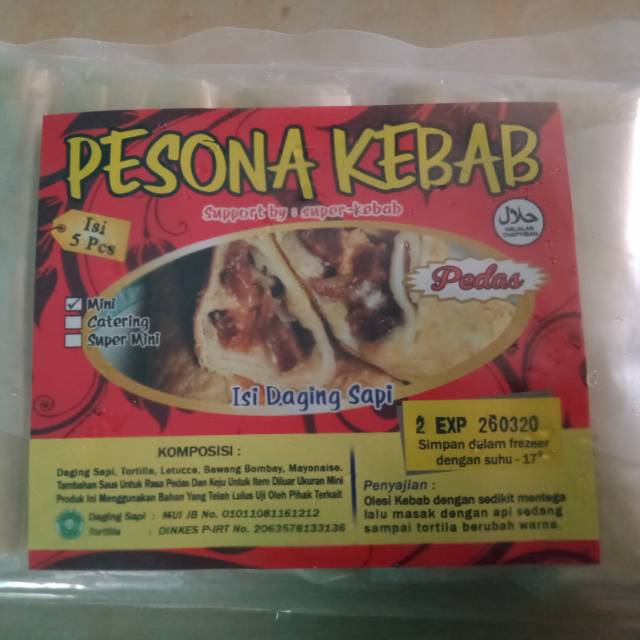 PESONA KEBAB
Support by : super-kebab
Isi
5 Pcs
حلال
HALALAN
THAYYIBAN
Pedas
Mini
Catering
Super Mini
Isi Daging Sapi
2 EXP 260320
Simpan dalam frezeer
dengan suhu - 17°
KOMPOSISI :
Daging Sapi, Tortilla, Letucce, Bawang Bombay, Mayonaise.
Tambahan Saus Untuk Rasa Pedas Dan Keju Untuk Item Diluar Ukuran Mini
Produk Ini Menggunakan Bahan Yang Telah Lulus Uji Oleh Pihak Terkait
Daging Sapi : MUI JB No. 01011081161212
Tortilla : DINKES P-IRT No. 2063578133136
Penyajian :
Olesi Kebab dengan sedikit mentega
lalu masak dengan api sedang
sampai tortila berubah warna.